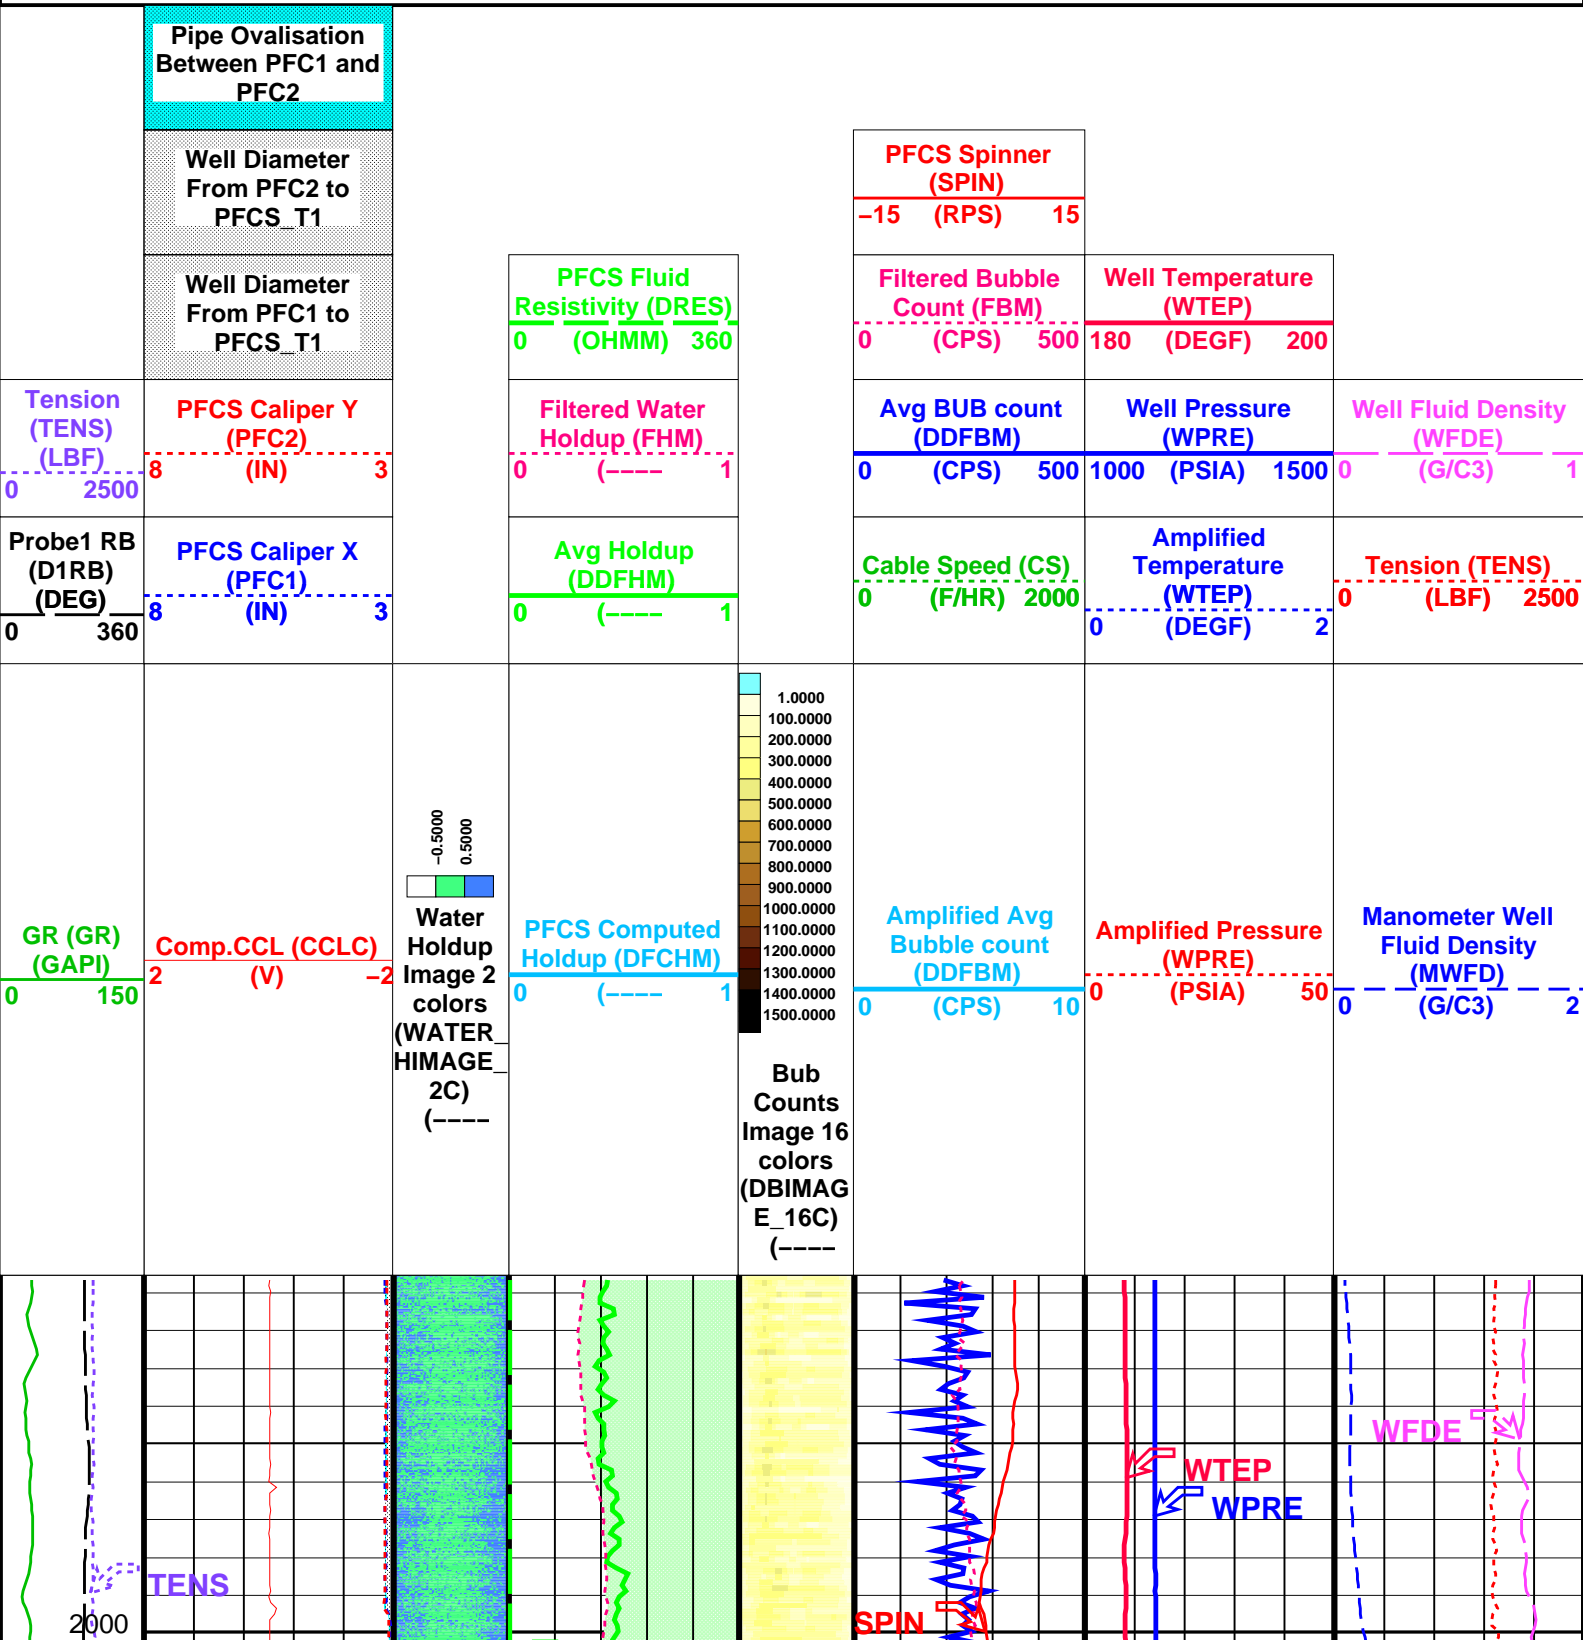 Pipe Ovalisation
Between PFC1 and
PFC2
Well Diameter
From PFC2 to
PFCS_T1
PFCS Spinner
(SPIN)
−15 (RPS) 15
Well Diameter
From PFC1 to
PFCS_T1
PFCS Fluid
Resistivity (DRES)
0 (OHMM) 360
Filtered Bubble
Count (FBM)
0 (CPS) 500
Well Temperature
(WTEP)
180 (DEGF) 200
Tension
(TENS)
(LBF)
0 2500
PFCS Caliper Y
(PFC2)
8 (IN) 3
Filtered Water
Holdup (FHM)
0 (−−−− 1
Avg BUB count
(DDFBM)
0 (CPS) 500
Well Pressure
(WPRE)
1000 (PSIA) 1500
Well Fluid Density
(WFDE)
0 (G/C3) 1
Probe1 RB
(D1RB)
(DEG)
0 360
PFCS Caliper X
(PFC1)
8 (IN) 3
Avg Holdup
(DDFHM)
0 (−−−− 1
Cable Speed (CS)
0 (F/HR) 2000
Amplified
Temperature
(WTEP)
0 (DEGF) 2
Tension (TENS)
0 (LBF) 2500
GR (GR)
(GAPI)
0 150
Comp.CCL (CCLC)
2 (V) −2
−0.5000
0.5000
Water
Holdup
Image 2
colors
(WATER_
HIMAGE_
2C)
(−−−−
PFCS Computed
Holdup (DFCHM)
0 (−−−− 1
1.0000
100.0000
200.0000
300.0000
400.0000
500.0000
600.0000
700.0000
800.0000
900.0000
1000.0000
1100.0000
1200.0000
1300.0000
1400.0000
1500.0000
Bub
Counts
Image 16
colors
(DBIMAG
E_16C)
(−−−−
Amplified Avg
Bubble count
(DDFBM)
0 (CPS) 10
Amplified Pressure
(WPRE)
0 (PSIA) 50
Manometer Well
Fluid Density
(MWFD)
0 (G/C3) 2
WFDE
WTEP
WPRE
TENS
SPIN
2000